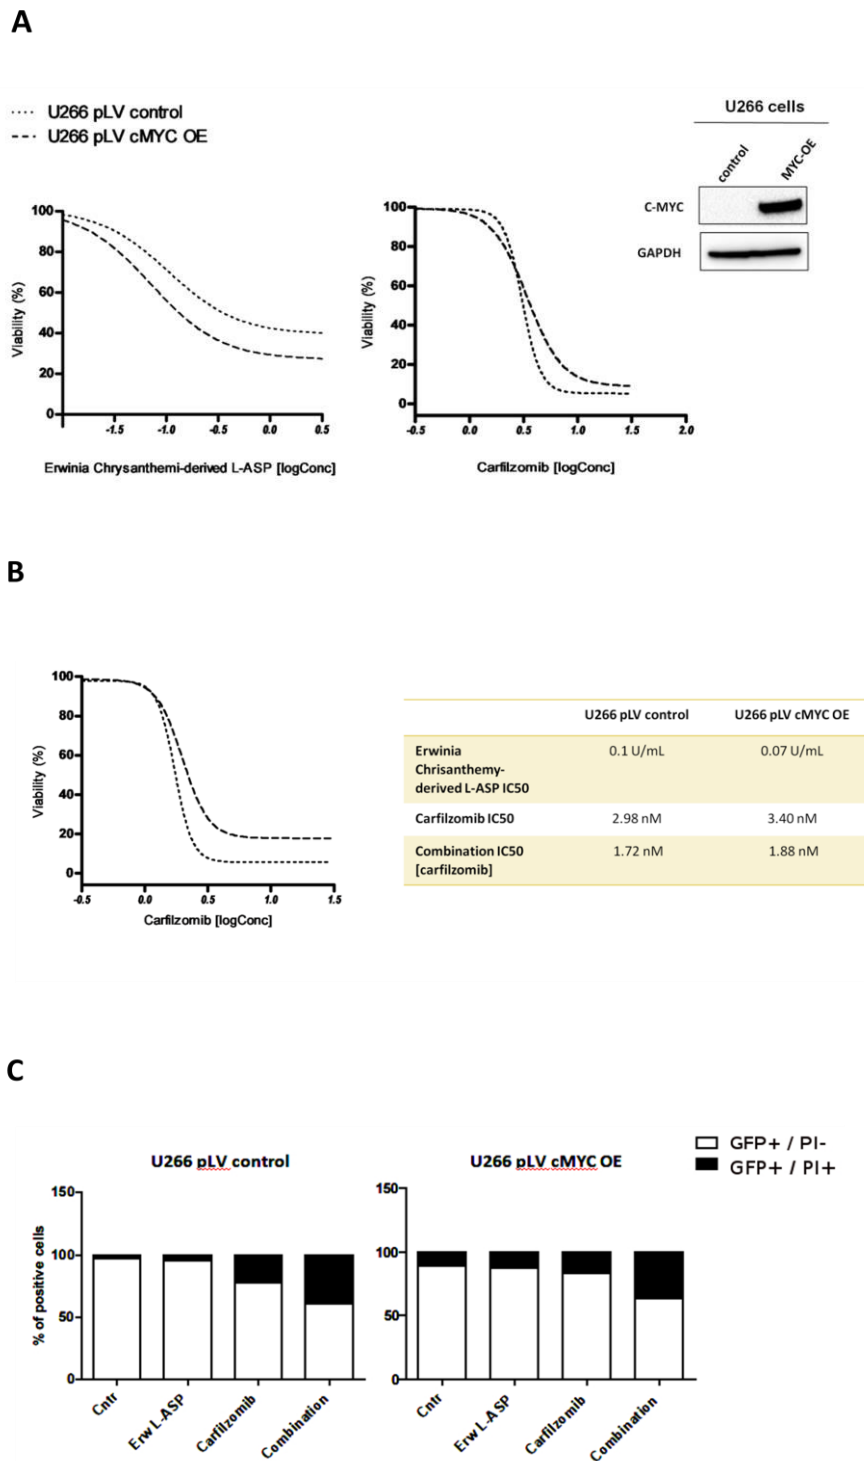 A
U266 pLV control
U266 pLV cMYC OE
U266 cells
control
MYC-OE
C-MYC
GAPDH
Viability (%)
100
80
60
40
20
0
-1.5
-1.0
-0.5
0.0
0.5
Erwinia Chrysanthemi-derived L-ASP [logConc]
Viability (%)
100
80
60
40
20
0
-0.5
0.0
0.5
1.0
1.5
2.0
Carfilzomib [logConc]
B
Viability (%)
100
80
60
40
20
0
-0.5
0.0
0.5
1.0
1.5
Carfilzomib [logConc]
U266 pLV control
U266 pLV cMYC OE
Erwinia
Chrisanthemy-
derived L-ASP IC50
0.1 U/mL
0.07 U/mL
Carfilzomib IC50
2.98 nM
3.40 nM
Combination IC50
[carfilzomib]
1.72 nM
1.88 nM
C
GFP+ / PI-
GFP+ / PI+
U266 pLV control
% of positive cells
150
100
50
0
Cntr
Erw L-ASP
Carfilzomib
Combination
U266 pLV cMYC OE
150
100
50
0
Cntr
Erw L-ASP
Carfilzomib
Combination